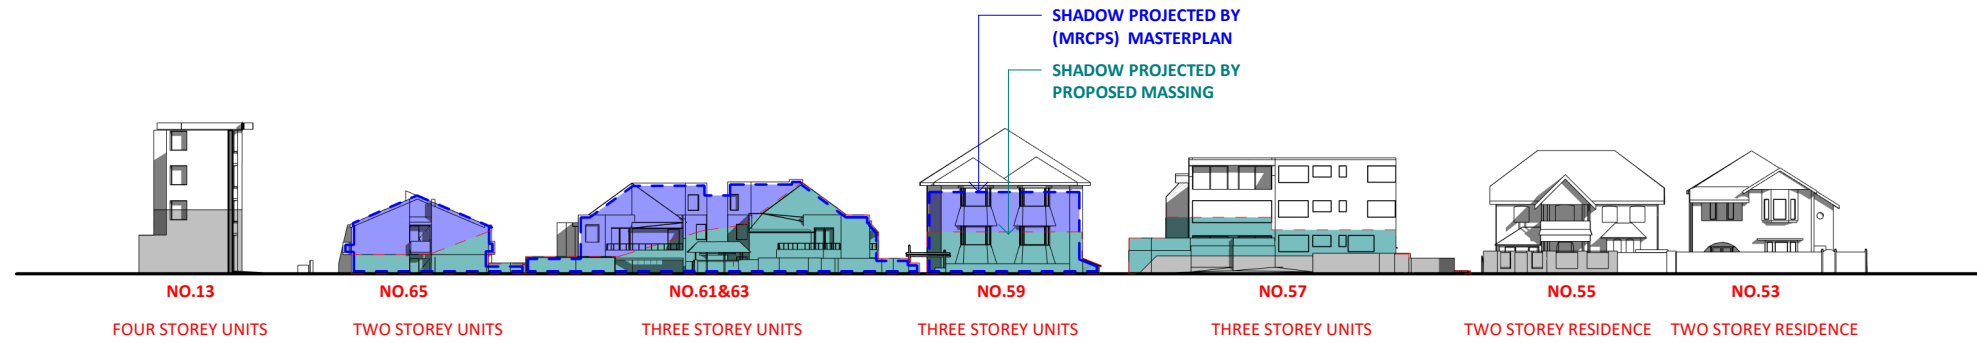 SHADOW PROJECTED BY
(MRCPS) MASTERPLAN
SHADOW PROJECTED BY
PROPOSED MASSING
NO.13
NO.65
NO.61&63
NO.59
NO.57
NO.55
NO.53
FOUR STOREY UNITS
TWO STOREY UNITS
THREE STOREY UNITS
THREE STOREY UNITS
THREE STOREY UNITS
TWO STOREY RESIDENCE
TWO STOREY RESIDENCE